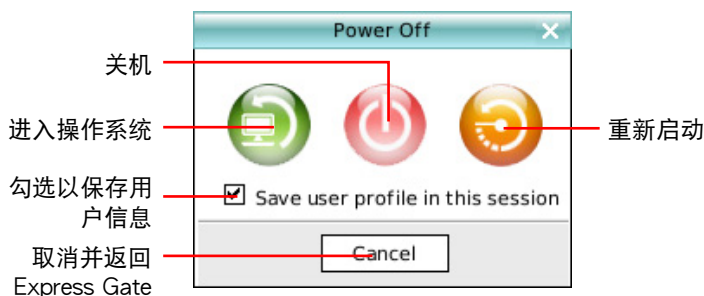 Power Off
关机
进入操作系统
重新启动
勾选以保存用
户信息
Save user profile in this session
取消并返回
Express Gate
Cancel